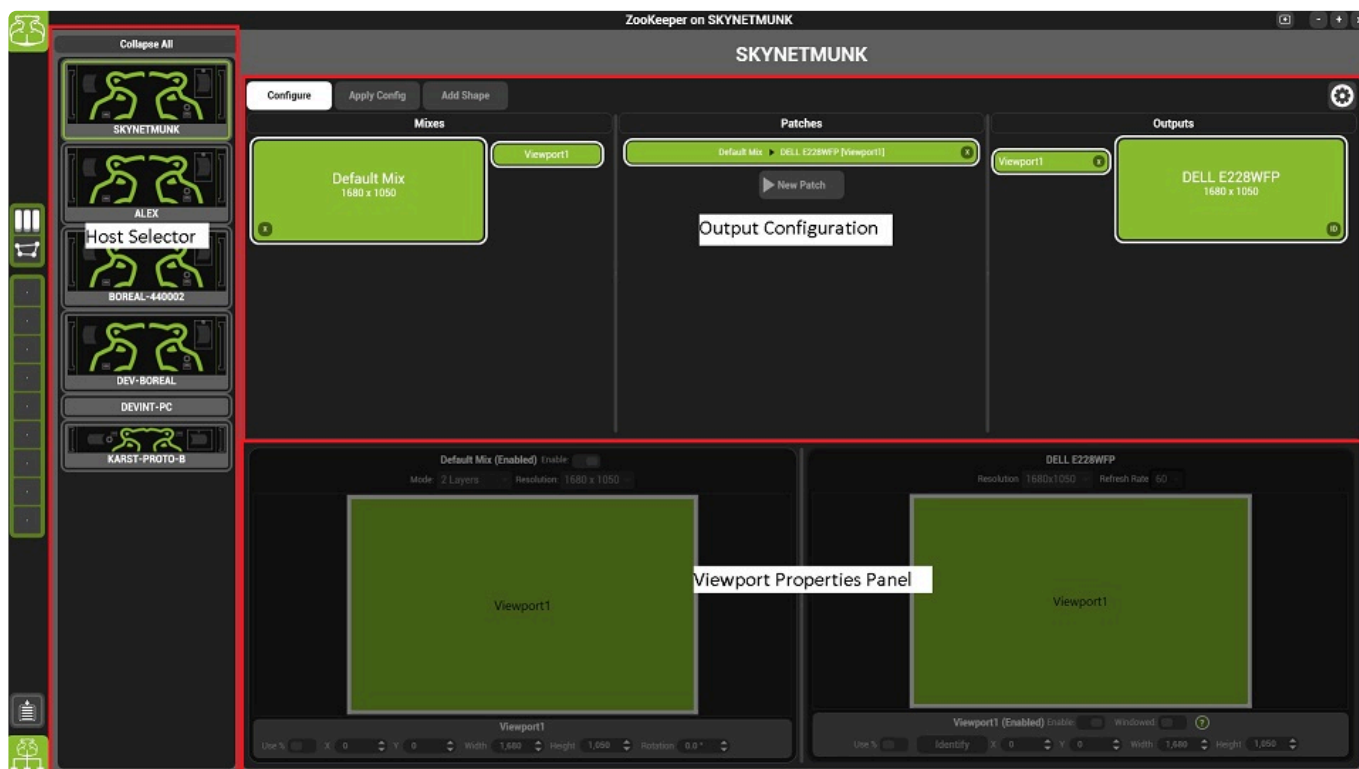 ZooKeeper on SKYNETMUNK
Collapse All
SKYNETMUNK
SKYNETMUNK
ALEX
Host Selector
BOREAL-440002
DEV-BOREAL
DEVINT-PC
KARST-PROTO-B
Configure
Apply Config
Add Shape
Mixes
Patches
Outputs
Default Mix
1680 x 1050
X
Viewport1
Default Mix ▶ DELL E228WFP [Viewport1]
X
New Patch
Output Configuration
Viewport1
X
DELL E228WFP
1680 x 1050
ID
Default Mix (Enabled) Enable
Mode 2 Layers Resolution: 1680 x 1050
Viewport1
Viewport1
Use % X 0 Y 0 Width 1,680 Height 1,050 Rotation 0.0 °
Viewport Properties Panel
DELL E228WFP
Resolution 1680x1050 Refresh Rate 60
Viewport1
Viewport1 (Enabled) Enable Windowed ?
Use % Identify X 0 Y 0 Width 1,680 Height 1,050